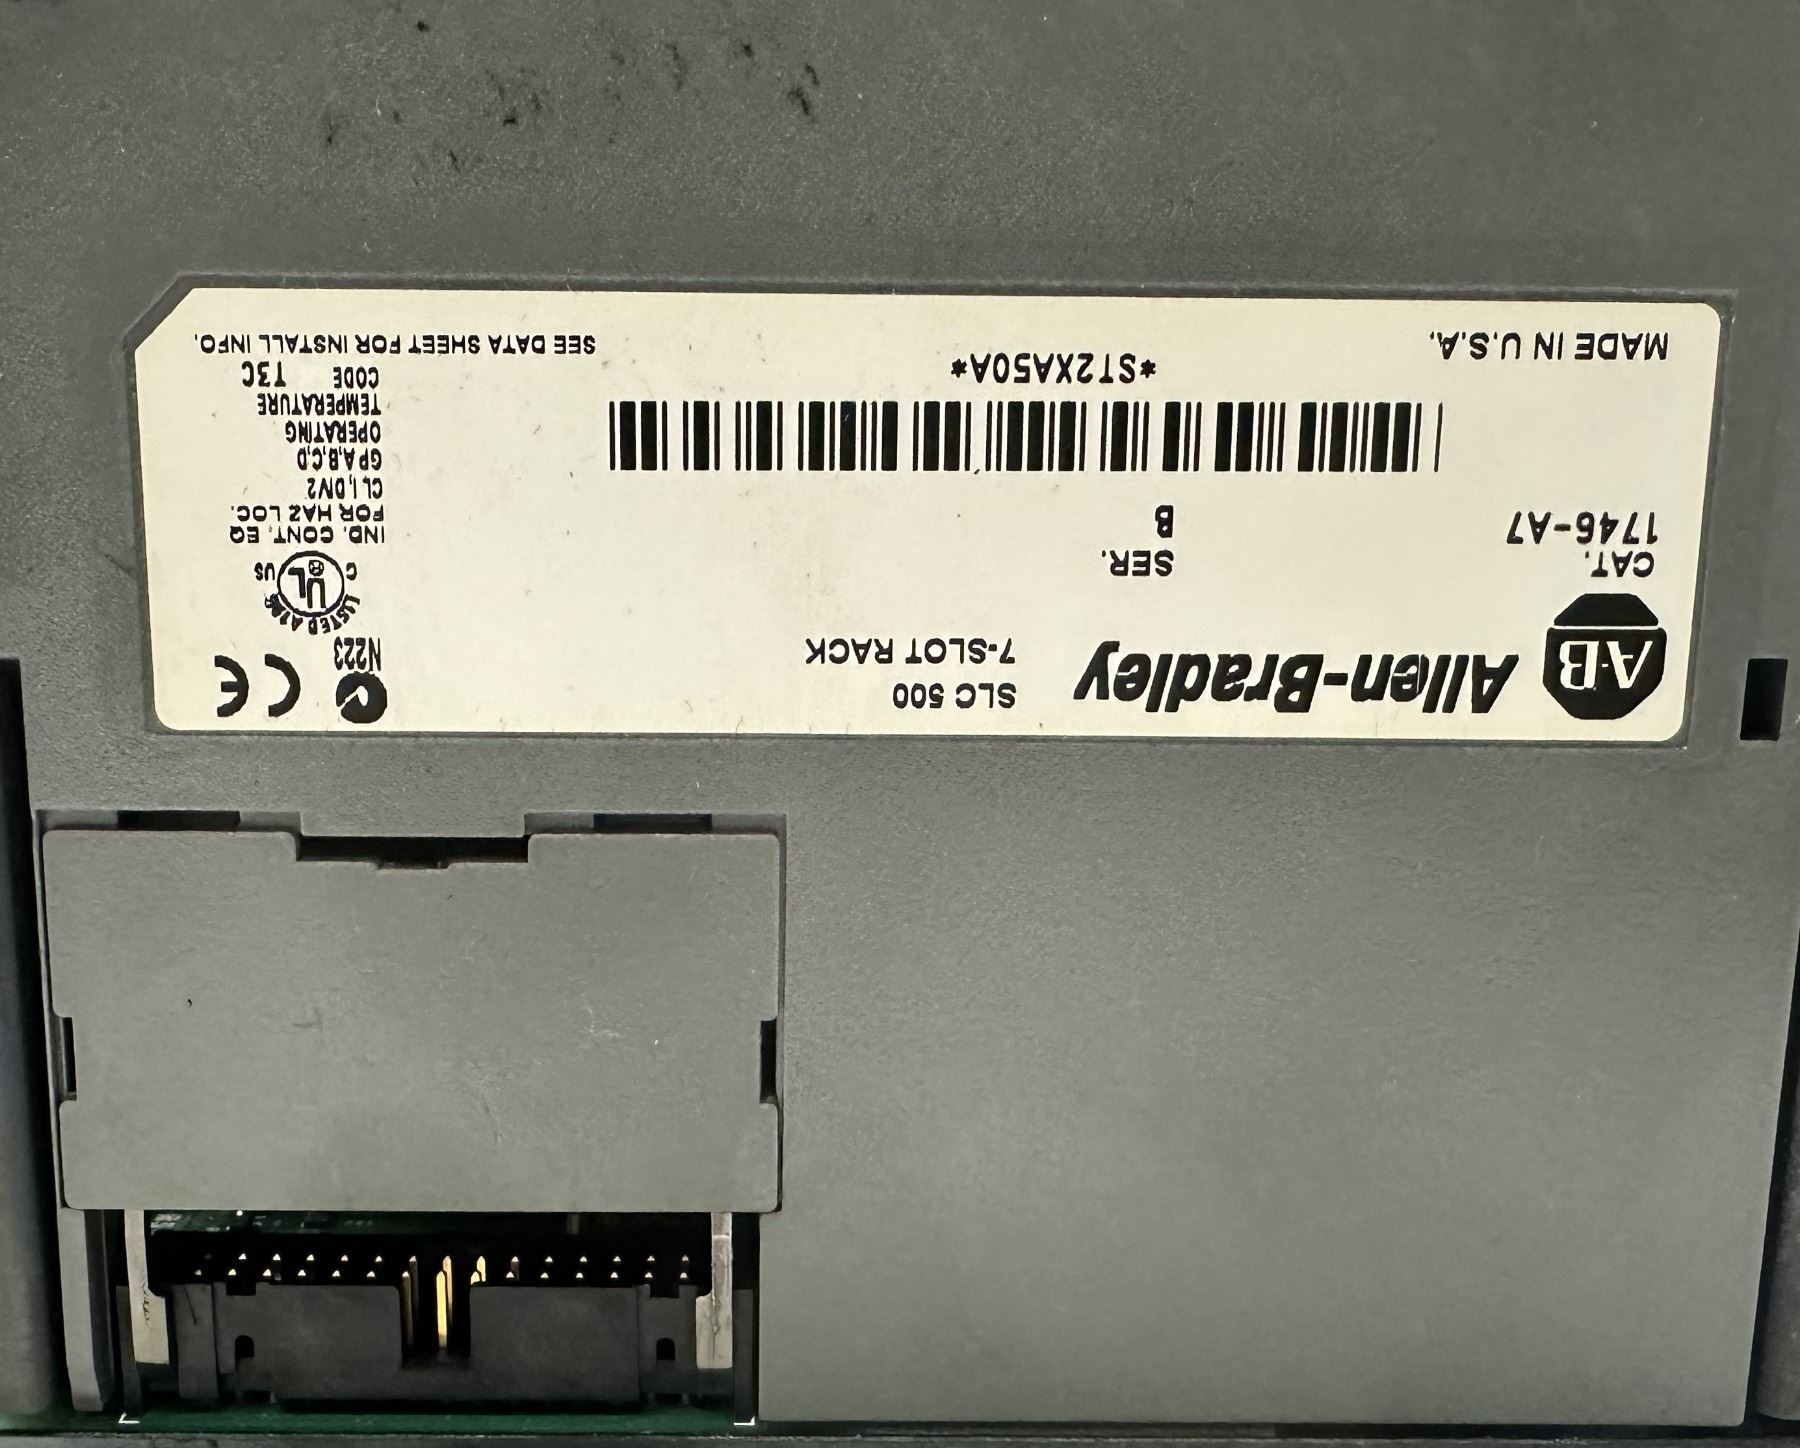 A-B
Allen-Bradley
SLC 500
7-SLOT RACK
CAT.
1746-A7
SER.
B
*ST2XA50A*
MADE IN U.S.A.
N223
CE
LISTED
C UL US
IND. CONT. EQ
FOR HAZ LOC.
CL I, DIV2
GP A,B,C,D
OPERATING
TEMPERATURE
CODE T3C
SEE DATA SHEET FOR INSTALL INFO.